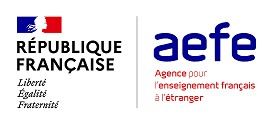 RÉPUBLIQUE
FRANÇAISE
Liberté
Égalité
Fraternité
aefe
Agence pour
l'enseignement français
à l'étranger